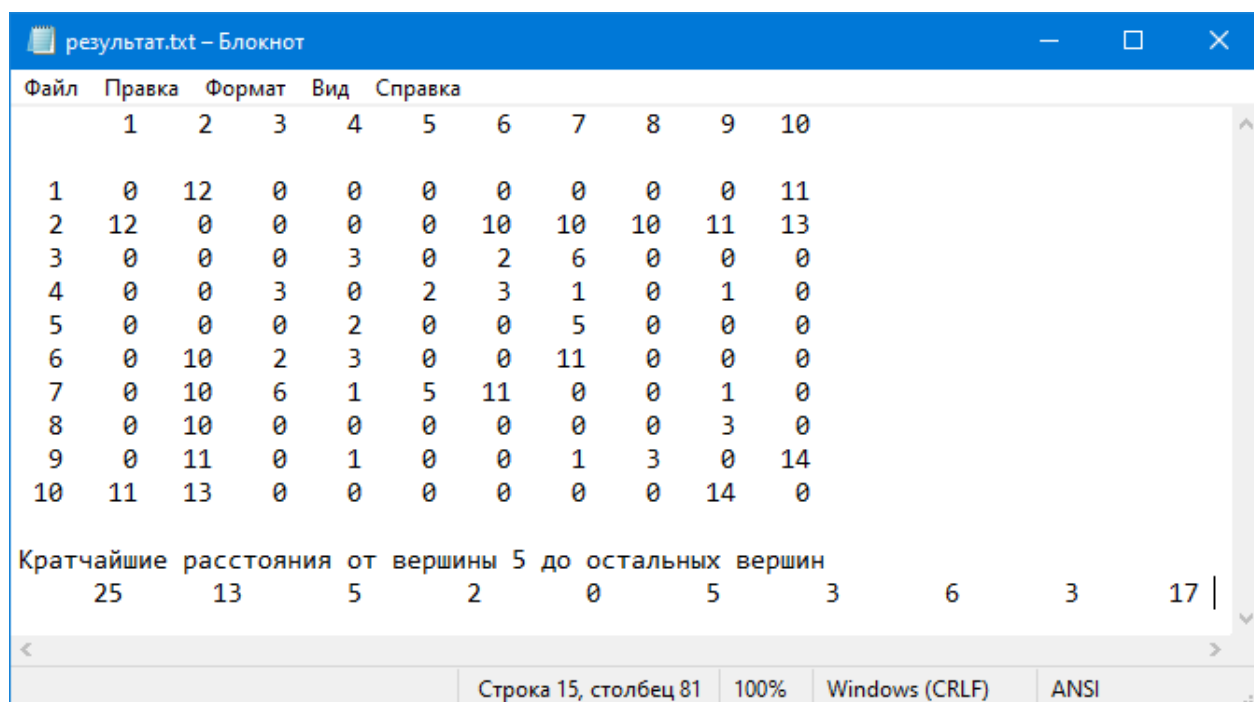 результат.txt – Блокнот
Файл Правка Формат Вид Справка
1 2 3 4 5 6 7 8 9 10
1 0 12 0 0 0 0 0 0 0 11
2 12 0 0 0 0 10 10 10 11 13
3 0 0 0 3 0 2 6 0 0 0
4 0 0 3 0 2 3 1 0 1 0
5 0 0 0 2 0 0 5 0 0 0
6 0 10 2 3 0 0 11 0 0 0
7 0 10 6 1 5 11 0 0 1 0
8 0 10 0 0 0 0 0 0 3 0
9 0 11 0 1 0 0 1 3 0 14
10 11 13 0 0 0 0 0 0 14 0
Кратчайшие расстояния от вершины 5 до остальных вершин
25 13 5 2 0 5 3 6 3 17
Строка 15, столбец 81 100% Windows (CRLF) ANSI